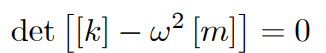 det [[k] − ω² [m]] = 0